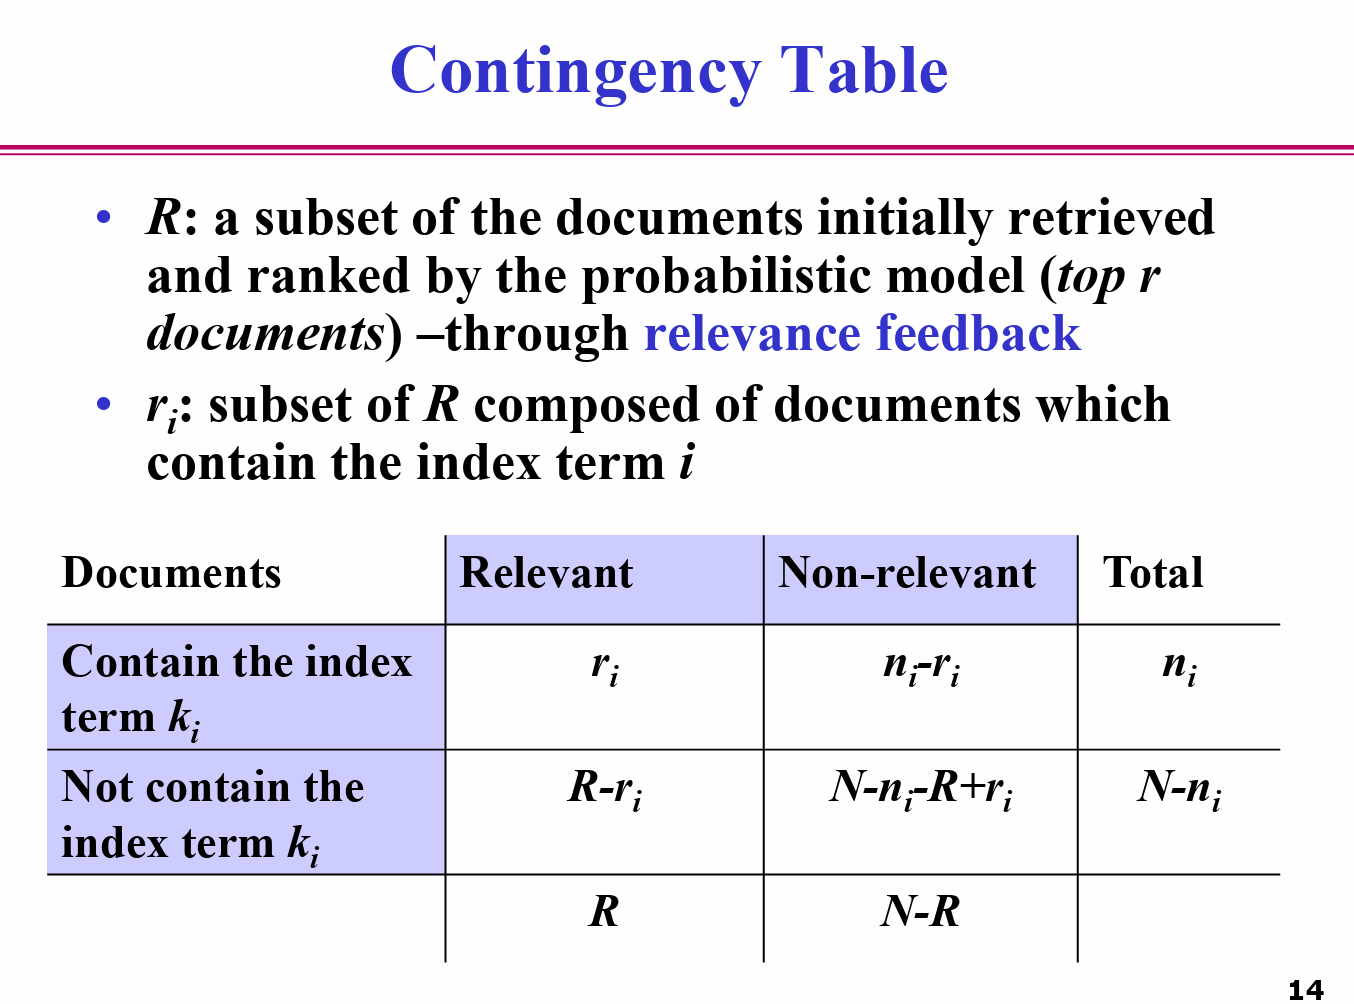 Contingency Table
• R: a subset of the documents initially retrieved
and ranked by the probabilistic model (top r
documents) –through relevance feedback
• ri: subset of R composed of documents which
contain the index term i
Documents Relevant Non-relevant Total
Contain the index
term ki ri ni-ri ni
Not contain the
index term ki R-ri N-ni-R+ri N-ni
R N-R
14